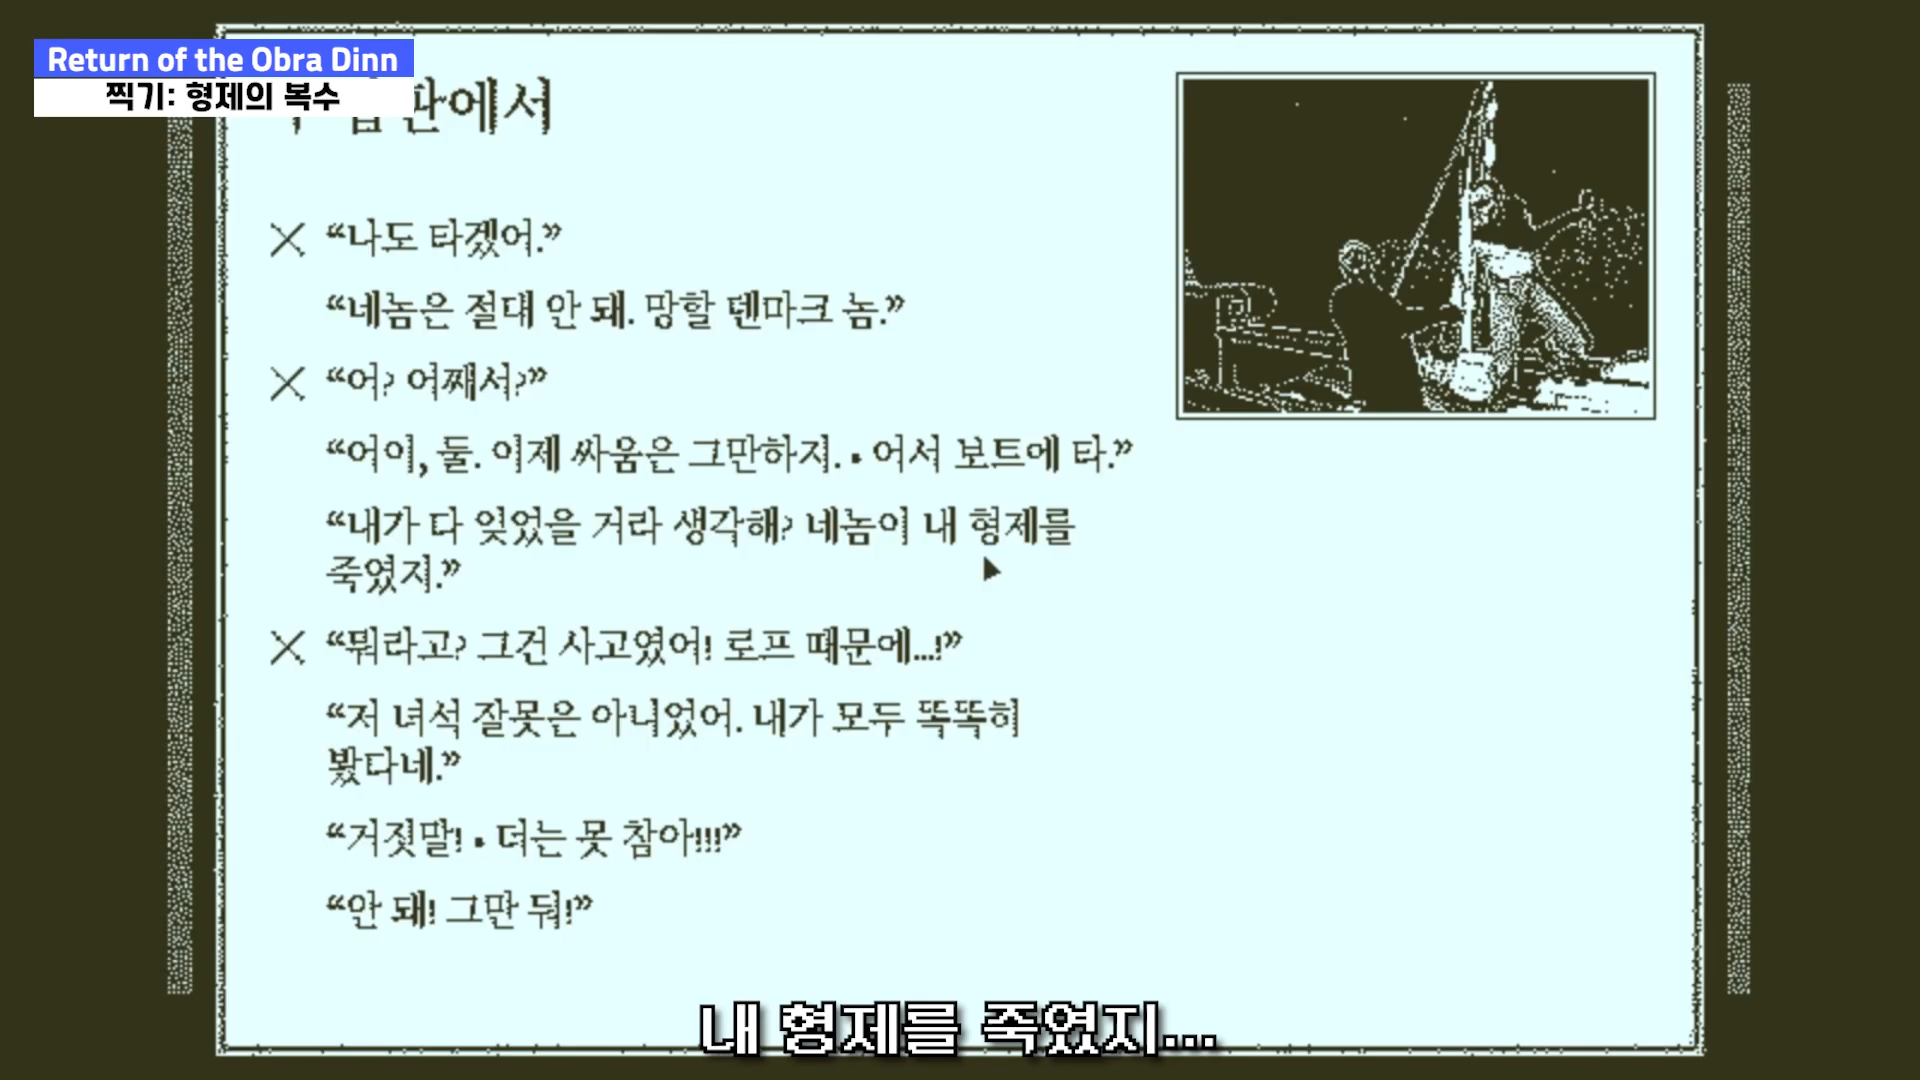 Return of the Obra Dinn
찍기: 형제의 복수
갑판에서
“나도 타겠어.”
“네놈은 절대 안 돼. 망할 덴마크 놈.”
“어? 어째서?”
“어이, 둘. 이제 싸움은 그만하지. • 어서 보트에 타.”
“내가 다 잊었을 거라 생각해? 네놈이 내 형제를
죽였지.”
“뭐라고? 그건 사고였어! 로프 때문에...!”
“저 녀석 잘못은 아니었어. 내가 모두 똑똑히
봤다네.”
“거짓말! • 더는 못 참아!!!”
“안 돼! 그만 둬!”
내 형제를 죽였지...